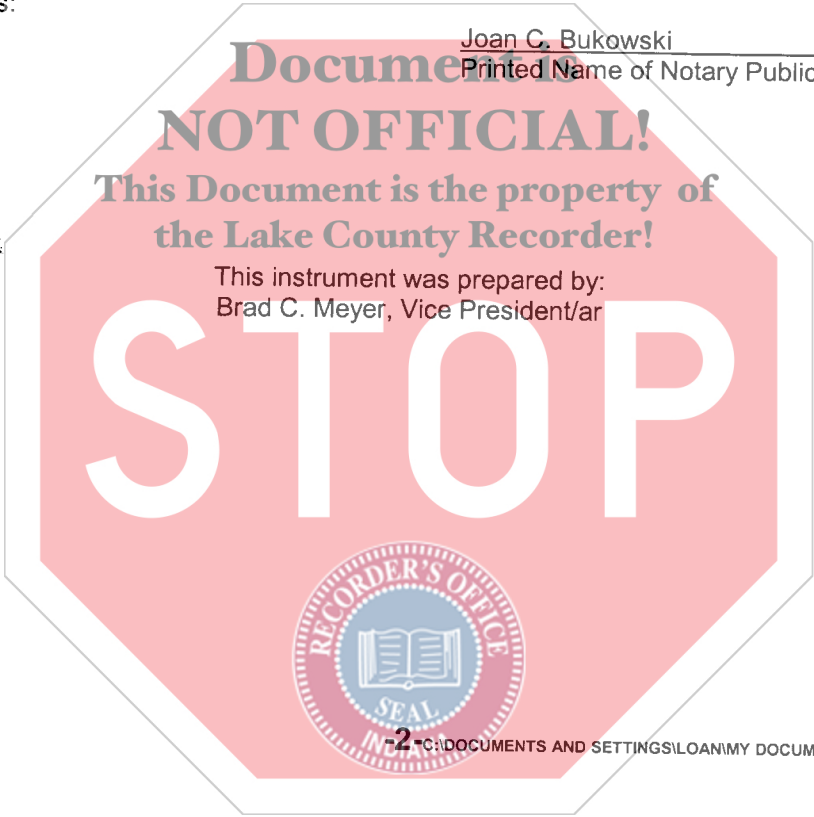 s:
Joan C. Bukowski
Document is
Printed Name of Notary Public
NOT OFFICIAL!
This Document is the property of
the Lake County Recorder!
This instrument was prepared by:
Brad C. Meyer, Vice President/ar
STOP
RECORDER'S OFFICE
SEAL
INDIANA
-2-C:\DOCUMENTS AND SETTINGS\LOAN\MY DOCUM